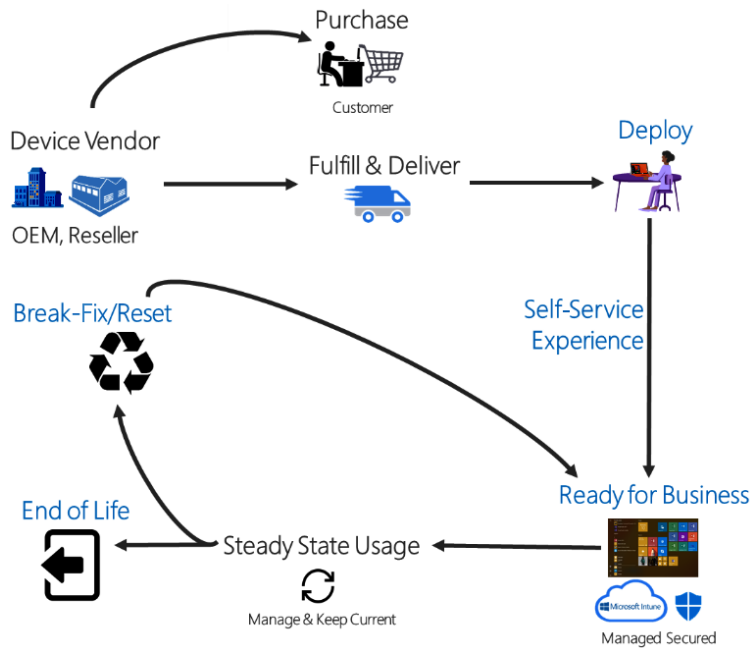 Purchase
Customer
Device Vendor
OEM, Reseller
Fulfill & Deliver
Deploy
Self-Service
Experience
Break-Fix/Reset
Ready for Business
Microsoft Intune
Managed Secured
Steady State Usage
Manage & Keep Current
End of Life